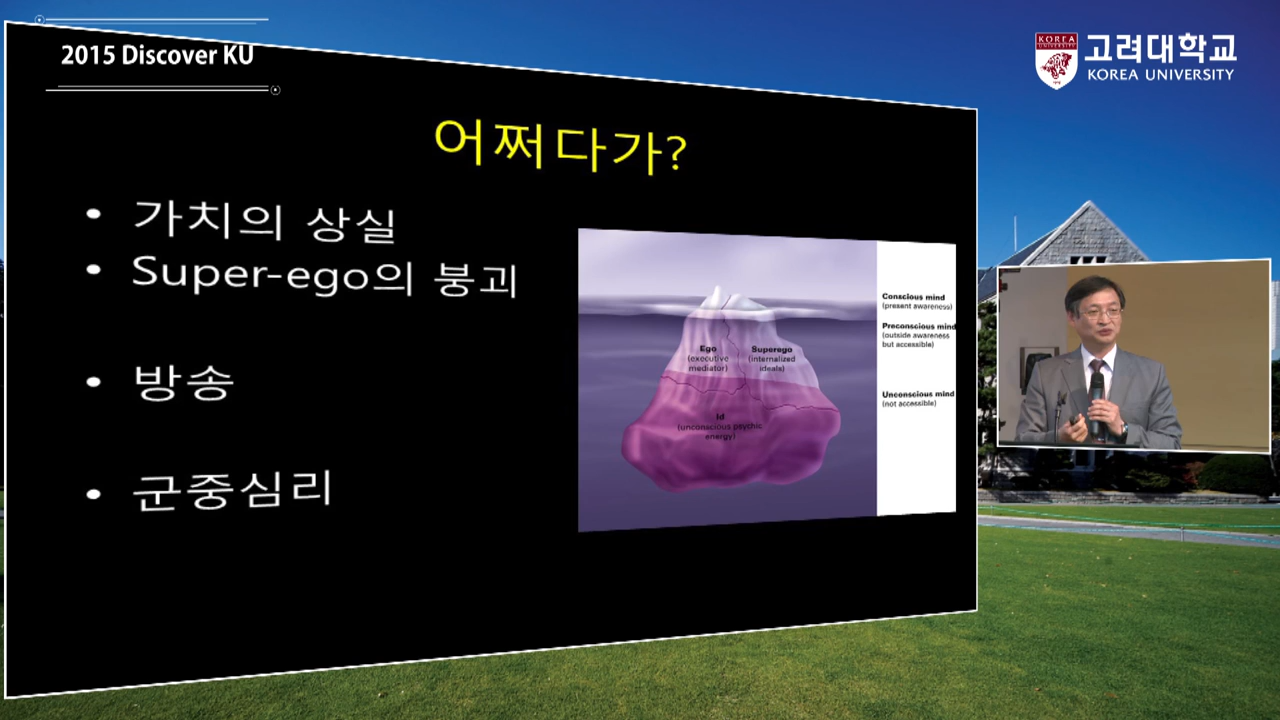 2015 Discover KU
KOREA
UNIVERSITY
고려대학교
KOREA UNIVERSITY
어쩌다가?
• 가치의 상실
• Super-ego의 붕괴
• 방송
• 군중심리
Ego
(executive
mediator)
Superego
(internalized
ideals)
Id
(unconscious psychic
energy)
Conscious mind
(present awareness)
Preconscious mind
(outside awareness
but accessible)
Unconscious mind
(not accessible)